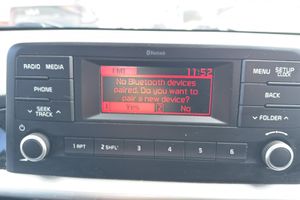 Bluetooth
RADIO MEDIA
PHONE
SEEK
TRACK
FM1 11:52
No Bluetooth devices
paired. Do you want to
pair a new device?
Yes No
MENU SETUP
CLOCK
BACK
FOLDER
1 RPT 2 SHFL 3 4 5 6